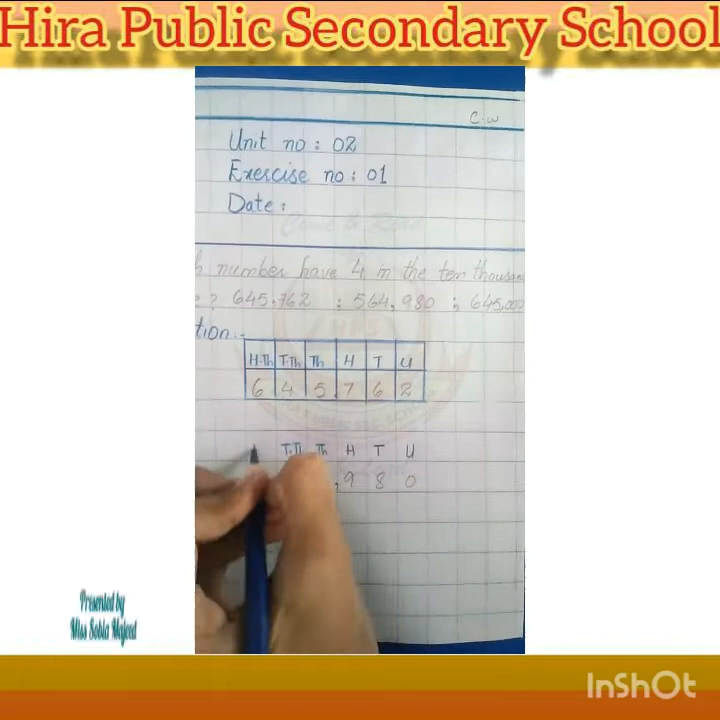 Hira Public Secondary School
C.W
Unit no : 02
Exercise no : 01
Date :
number have 4 in the ten thousan
? 645,762 : 564,980 ; 645,000
tion:-
H.Th T.Th Th H T U
6 4 5,7 6 2
T.Th Th H T U
,9 8 0
Presented by
Miss Sobia Majeed
InShOt